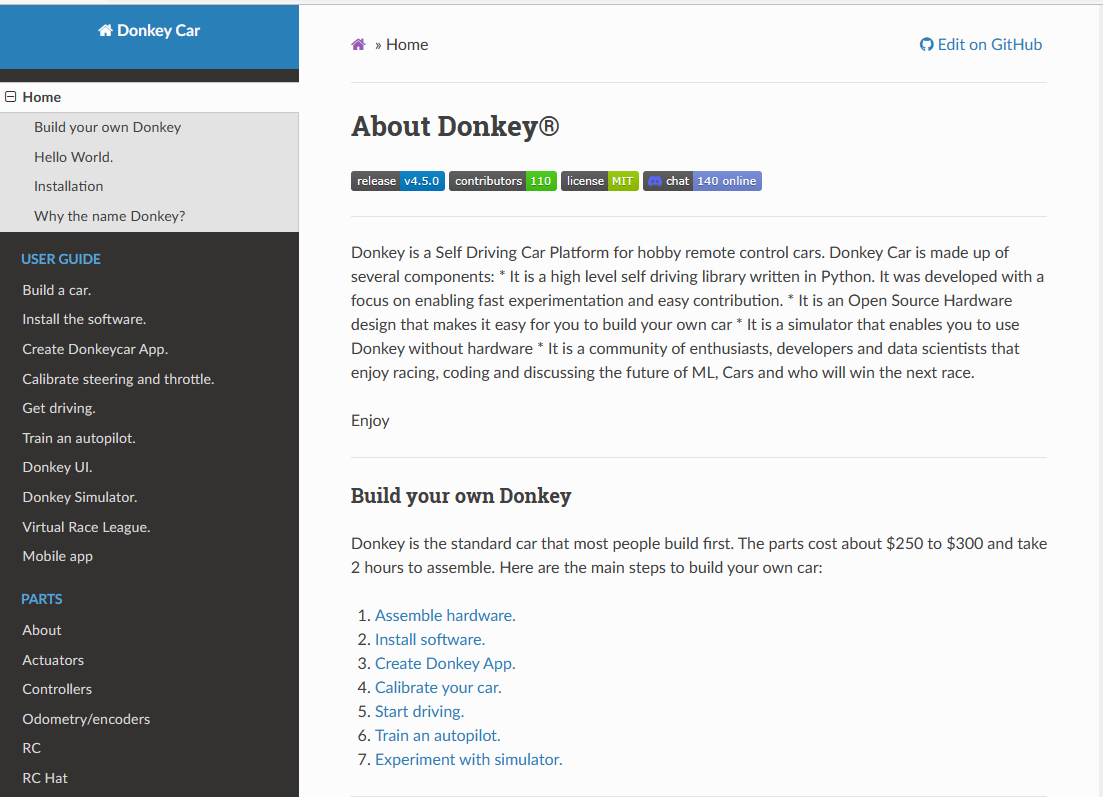 Donkey Car
Home
Build your own Donkey
Hello World.
Installation
Why the name Donkey?
USER GUIDE
Build a car.
Install the software.
Create Donkeycar App.
Calibrate steering and throttle.
Get driving.
Train an autopilot.
Donkey UI.
Donkey Simulator.
Virtual Race League.
Mobile app
PARTS
About
Actuators
Controllers
Odometry/encoders
RC
RC Hat
» Home
Edit on GitHub
About Donkey®
release v4.5.0 contributors 110 license MIT chat 140 online
Donkey is a Self Driving Car Platform for hobby remote control cars. Donkey Car is made up of
several components: * It is a high level self driving library written in Python. It was developed with a
focus on enabling fast experimentation and easy contribution. * It is an Open Source Hardware
design that makes it easy for you to build your own car * It is a simulator that enables you to use
Donkey without hardware * It is a community of enthusiasts, developers and data scientists that
enjoy racing, coding and discussing the future of ML, Cars and who will win the next race.
Enjoy
Build your own Donkey
Donkey is the standard car that most people build first. The parts cost about $250 to $300 and take
2 hours to assemble. Here are the main steps to build your own car:
1. Assemble hardware.
2. Install software.
3. Create Donkey App.
4. Calibrate your car.
5. Start driving.
6. Train an autopilot.
7. Experiment with simulator.